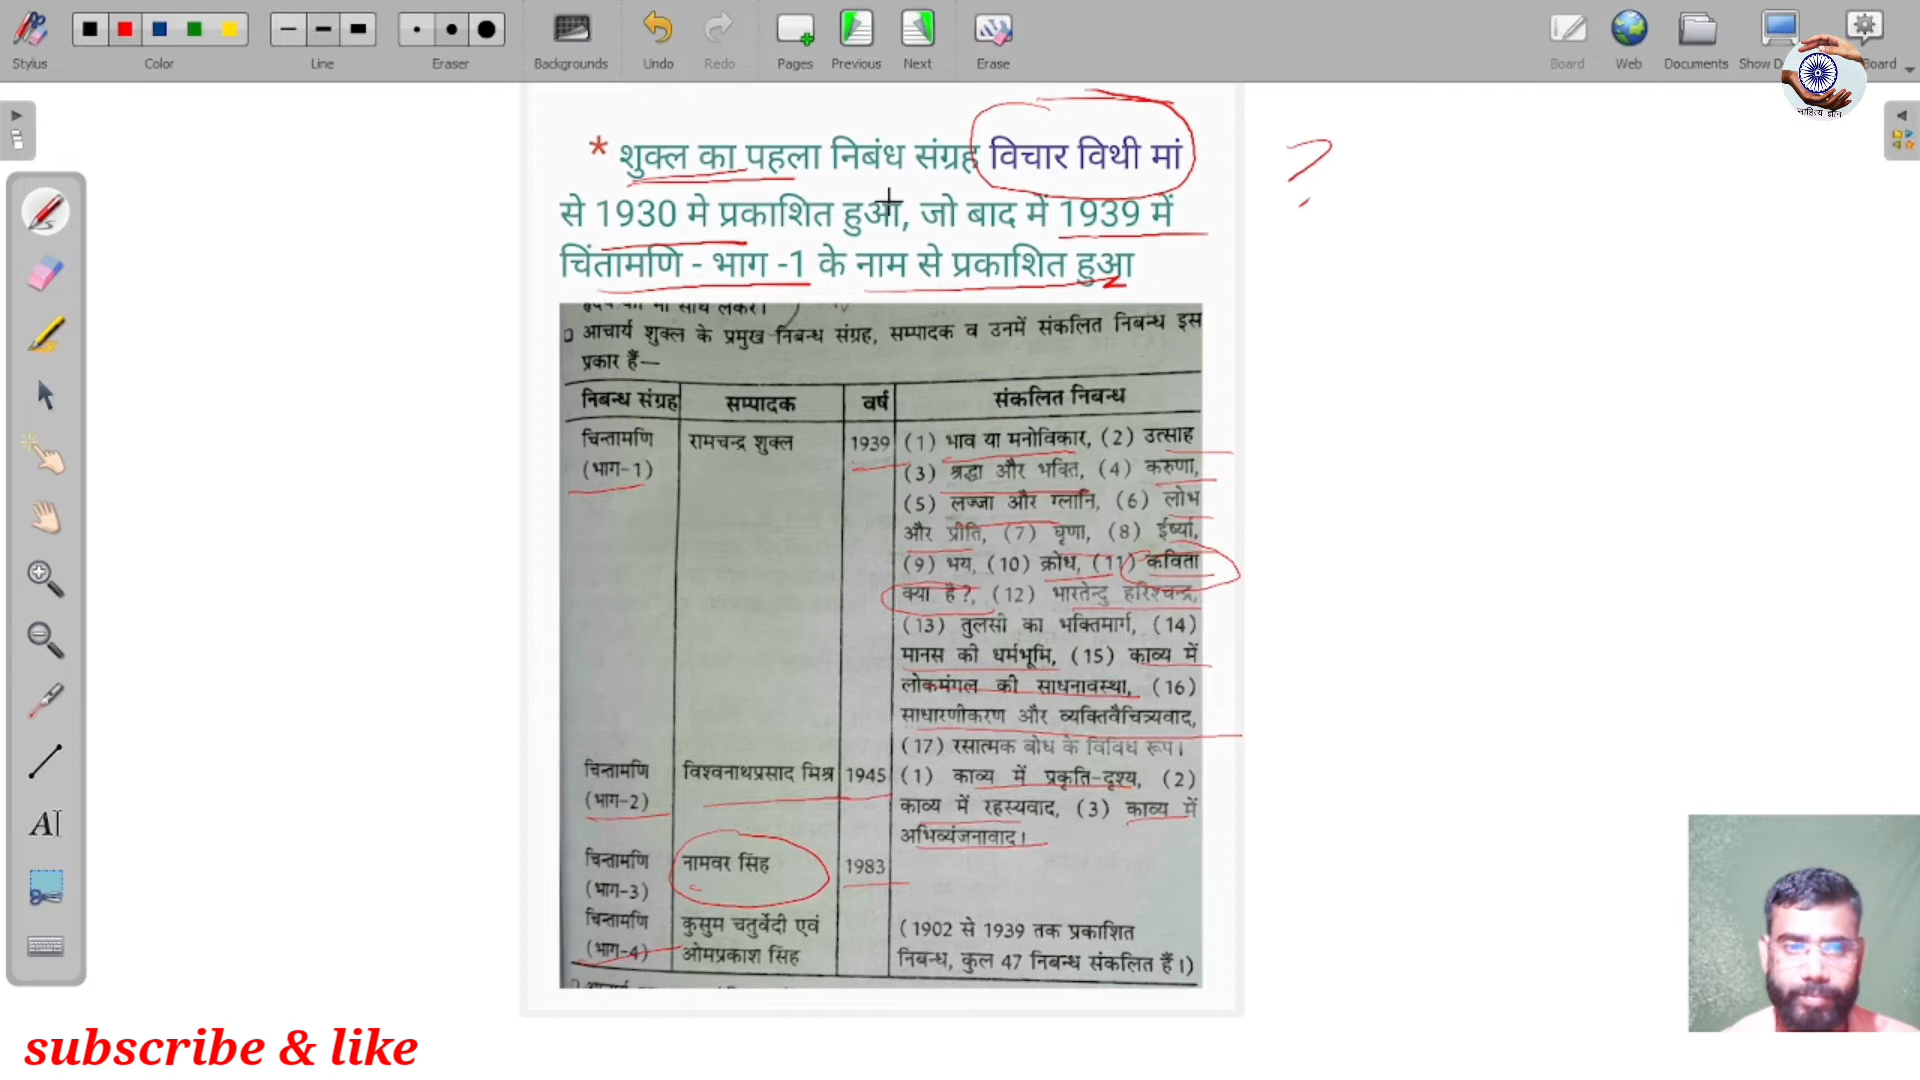 Stylus
Color
Line
Eraser
Backgrounds
Undo
Redo
Pages
Previous
Next
Erase
Board
Web
Documents
Show D
Board
साहित्य ज्ञान
* शुक्ल का पहला निबंध संग्रह विचार विथी मां
से 1930 मे प्रकाशित हुआ, जो बाद में 1939 में
चिंतामणि - भाग -1 के नाम से प्रकाशित हुआ
?
साथ लेकर।
आचार्य शुक्ल के प्रमुख निबन्ध संग्रह, सम्पादक व उनमें संकलित निबन्ध इस
प्रकार हैं—
निबन्ध संग्रह सम्पादक वर्ष संकलित निबन्ध
चिन्तामणि रामचन्द्र शुक्ल 1939 (1) भाव या मनोविकार, (2) उत्साह
(भाग-1) (3) श्रद्धा और भक्ति, (4) करुणा,
(5) लज्जा और ग्लानि, (6) लोभ
और प्रीति, (7) घृणा, (8) ईर्ष्या,
(9) भय, (10) क्रोध, (11) कविता
क्या है?, (12) भारतेन्दु हरिश्चन्द्र,
(13) तुलसी का भक्तिमार्ग, (14)
मानस की धर्मभूमि, (15) काव्य में
लोकमंगल की साधनावस्था, (16)
साधारणीकरण और व्यक्तिवैचित्र्यवाद,
(17) रसात्मक बोध के विविध रूप।
चिन्तामणि विश्वनाथप्रसाद मिश्र 1945 (1) काव्य में प्रकृति-दृश्य, (2)
(भाग-2) काव्य में रहस्यवाद, (3) काव्य में
अभिव्यंजनावाद।
चिन्तामणि नामवर सिंह 1983
(भाग-3)
चिन्तामणि कुसुम चतुर्वेदी एवं (1902 से 1939 तक प्रकाशित
(भाग-4) ओमप्रकाश सिंह निबन्ध, कुल 47 निबन्ध संकलित हैं।)
subscribe & like